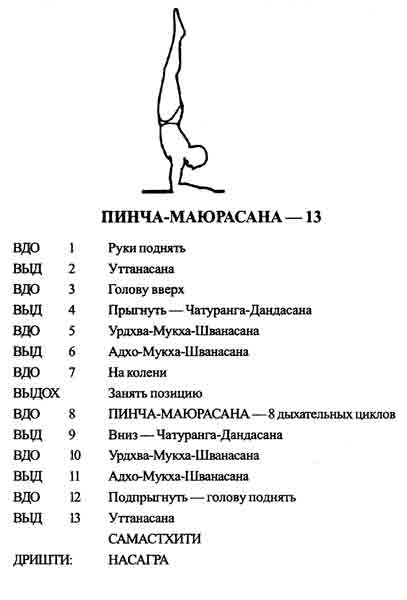 ПИНЧА-МАЮРАСАНА — 13
ВДО 1 Руки поднять
ВЫД 2 Уттанасана
ВДО 3 Голову вверх
ВЫД 4 Прыгнуть — Чатуранга-Дандасана
ВДО 5 Урдхва-Мукха-Шванасана
ВЫД 6 Адхо-Мукха-Шванасана
ВДО 7 На колени
ВЫДОХ Занять позицию
ВДО 8 ПИНЧА-МАЮРАСАНА — 8 дыхательных циклов
ВЫД 9 Вниз — Чатуранга-Дандасана
ВДО 10 Урдхва-Мукха-Шванасана
ВЫД 11 Адхо-Мукха-Шванасана
ВДО 12 Подпрыгнуть — голову поднять
ВЫД 13 Уттанасана
САМАСТХИТИ
ДРИШТИ: НАСАГРА